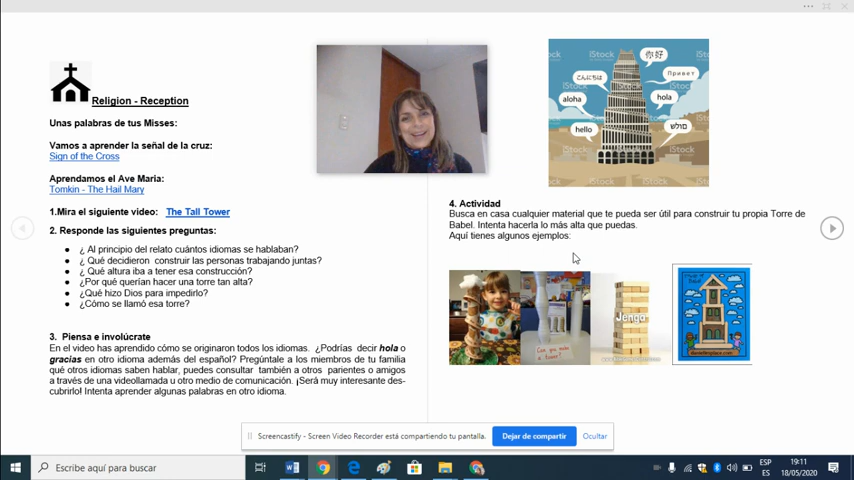 Religion - Reception
Unas palabras de tus Misses:
Vamos a aprender la señal de la cruz:
Sign of the Cross
Aprendamos el Ave Maria:
Tomkin - The Hail Mary
1.Mira el siguiente video: The Tall Tower
2. Responde las siguientes preguntas:
¿ Al principio del relato cuántos idiomas se hablaban?
¿ Qué decidieron construir las personas trabajando juntas?
¿ Qué altura iba a tener esa construcción?
¿Por qué querían hacer una torre tan alta?
¿Qué hizo Dios para impedirlo?
¿Cómo se llamó esa torre?
3. Piensa e involúcrate
En el video has aprendido cómo se originaron todos los idiomas. ¿Podrías decir hola o
gracias en otro idioma además del español? Pregúntale a los miembros de tu familia
qué otros idiomas saben hablar, puedes consultar también a otros parientes o amigos
a través de una videollamada u otro medio de comunicación. ¡Será muy interesante des-
cubrirlo! Intenta aprender algunas palabras en otro idioma.
iStock
你好
こんにちは
Привет
aloha
hola
hello
שלום
4. Actividad
Busca en casa cualquier material que te pueda ser útil para construir tu propia Torre de
Babel. Intenta hacerla lo más alta que puedas.
Aquí tienes algunos ejemplos:
Can you make
a tower?
Jenga
Screencastify - Screen Video Recorder está compartiendo tu pantalla.
Dejar de compartir
Ocultar
Escribe aquí para buscar
ESP
ES
19:11
18/05/2020